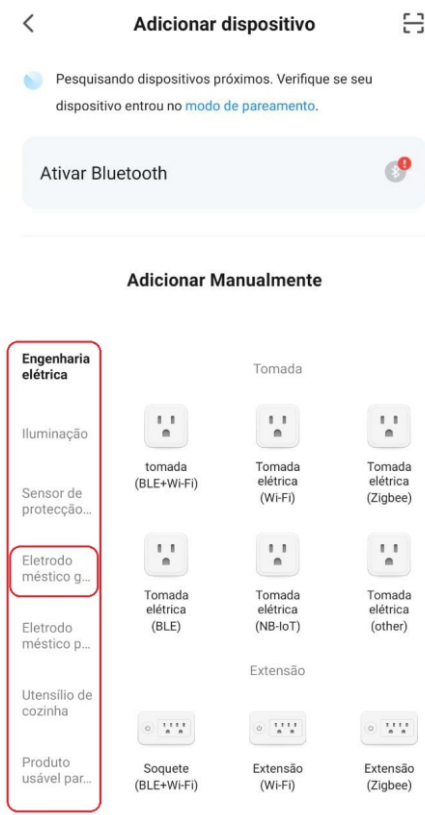 Adicionar dispositivo
Pesquisando dispositivos próximos. Verifique se seu
dispositivo entrou no modo de pareamento.
Ativar Bluetooth
Adicionar Manualmente
Engenharia
elétrica
Iluminação
Sensor de
protecção...
Eletrodo
méstico g...
Eletrodo
méstico p...
Utensílio de
cozinha
Produto
usável par...
Tomada
tomada
(BLE+Wi-Fi)
Tomada
elétrica
(Wi-Fi)
Tomada
elétrica
(Zigbee)
Tomada
elétrica
(BLE)
Tomada
elétrica
(NB-IoT)
Tomada
elétrica
(other)
Extensão
Soquete
(BLE+Wi-Fi)
Extensão
(Wi-Fi)
Extensão
(Zigbee)